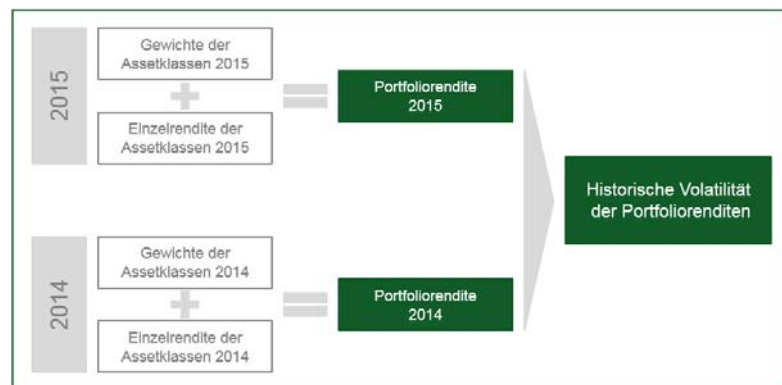 2015
Gewichte der
Assetklassen 2015
Einzelrendite der
Assetklassen 2015
Portfoliorendite
2015
Historische Volatilität
der Portfoliorenditen
2014
Gewichte der
Assetklassen 2014
Einzelrendite der
Assetklassen 2014
Portfoliorendite
2014